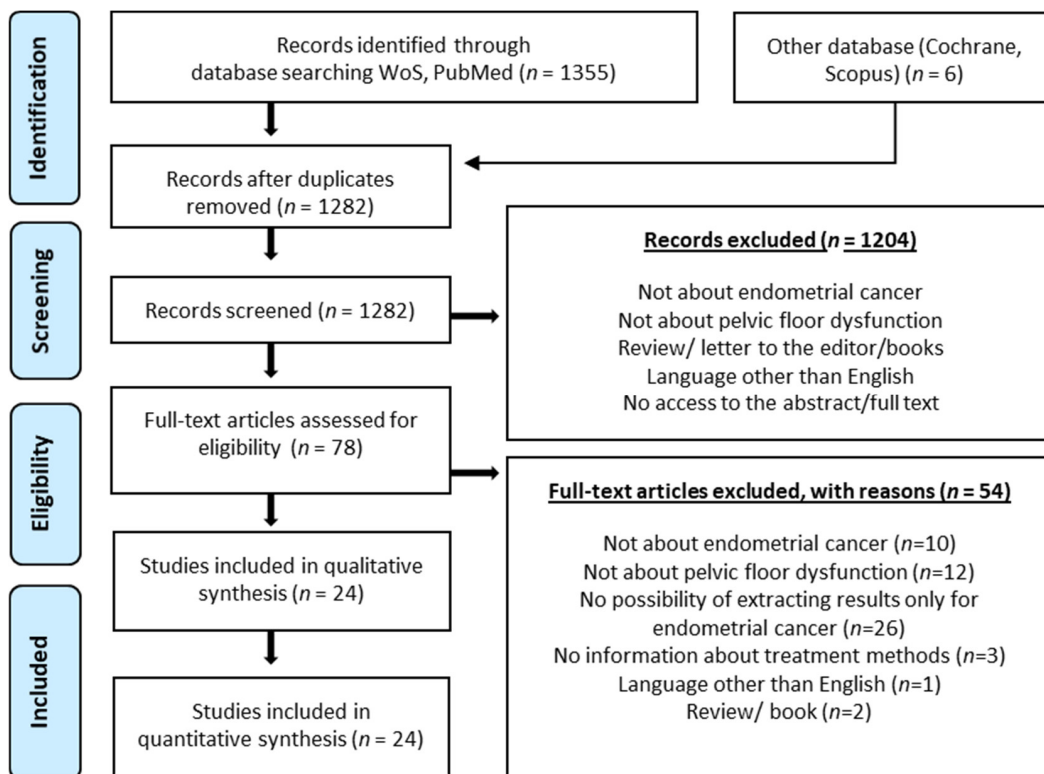 Identification
Records identified through
database searching WoS, PubMed (n = 1355)
Other database (Cochrane,
Scopus) (n = 6)
Records after duplicates
removed (n = 1282)
Screening
Records screened (n = 1282)
Records excluded (n = 1204)
Not about endometrial cancer
Not about pelvic floor dysfunction
Review/ letter to the editor/books
Language other than English
No access to the abstract/full text
Eligibility
Full-text articles assessed for
eligibility (n = 78)
Full-text articles excluded, with reasons (n = 54)
Not about endometrial cancer (n=10)
Not about pelvic floor dysfunction (n=12)
No possibility of extracting results only for
endometrial cancer (n=26)
No information about treatment methods (n=3)
Language other than English (n=1)
Review/ book (n=2)
Studies included in qualitative
synthesis (n = 24)
Included
Studies included in
quantitative synthesis (n = 24)